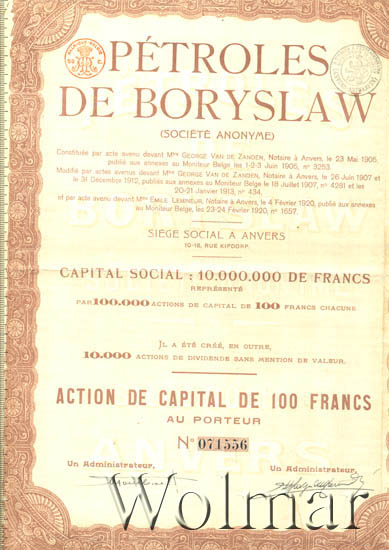 PÉTROLES
DE BORYSLAW
(SOCIÉTÉ ANONYME)
Constituée par acte avenu devant Mtre GEORGE VAN DE ZANDEN, Notaire à Anvers, le 23 Mai 1905,
publié aux annexes au Moniteur Belge les 1-2-3 Juin 1905, n° 3253.
Modifié par actes avenus devant Mtre GEORGE VAN DE ZANDEN, Notaire à Anvers, le 26 Juin 1907 et
le 31 Décembre 1912, publiés aux annexes au Moniteur Belge le 18 Juillet 1907, n° 4281 et les
20-21 Janvier 1913, n° 434,
et par acte avenu devant Mtre EMILE LEMINEUR, Notaire à Anvers, le 4 Février 1920, publié aux annexes
au Moniteur Belge, les 23-24 Février 1920, n° 1657.
SIEGE SOCIAL A ANVERS
10-18, RUE KIPDORP.
CAPITAL SOCIAL : 10.000.000 DE FRANCS
REPRÉSENTÉ
PAR 100.000 ACTIONS DE CAPITAL DE 100 FRANCS CHACUNE
IL A ÉTÉ CRÉÉ, EN OUTRE,
10.000 ACTIONS DE DIVIDENDE SANS MENTION DE VALEUR.
ACTION DE CAPITAL DE 100 FRANCS
AU PORTEUR
N° 071556
ANVERS
Un Administrateur, Un Administrateur,
Wolmar